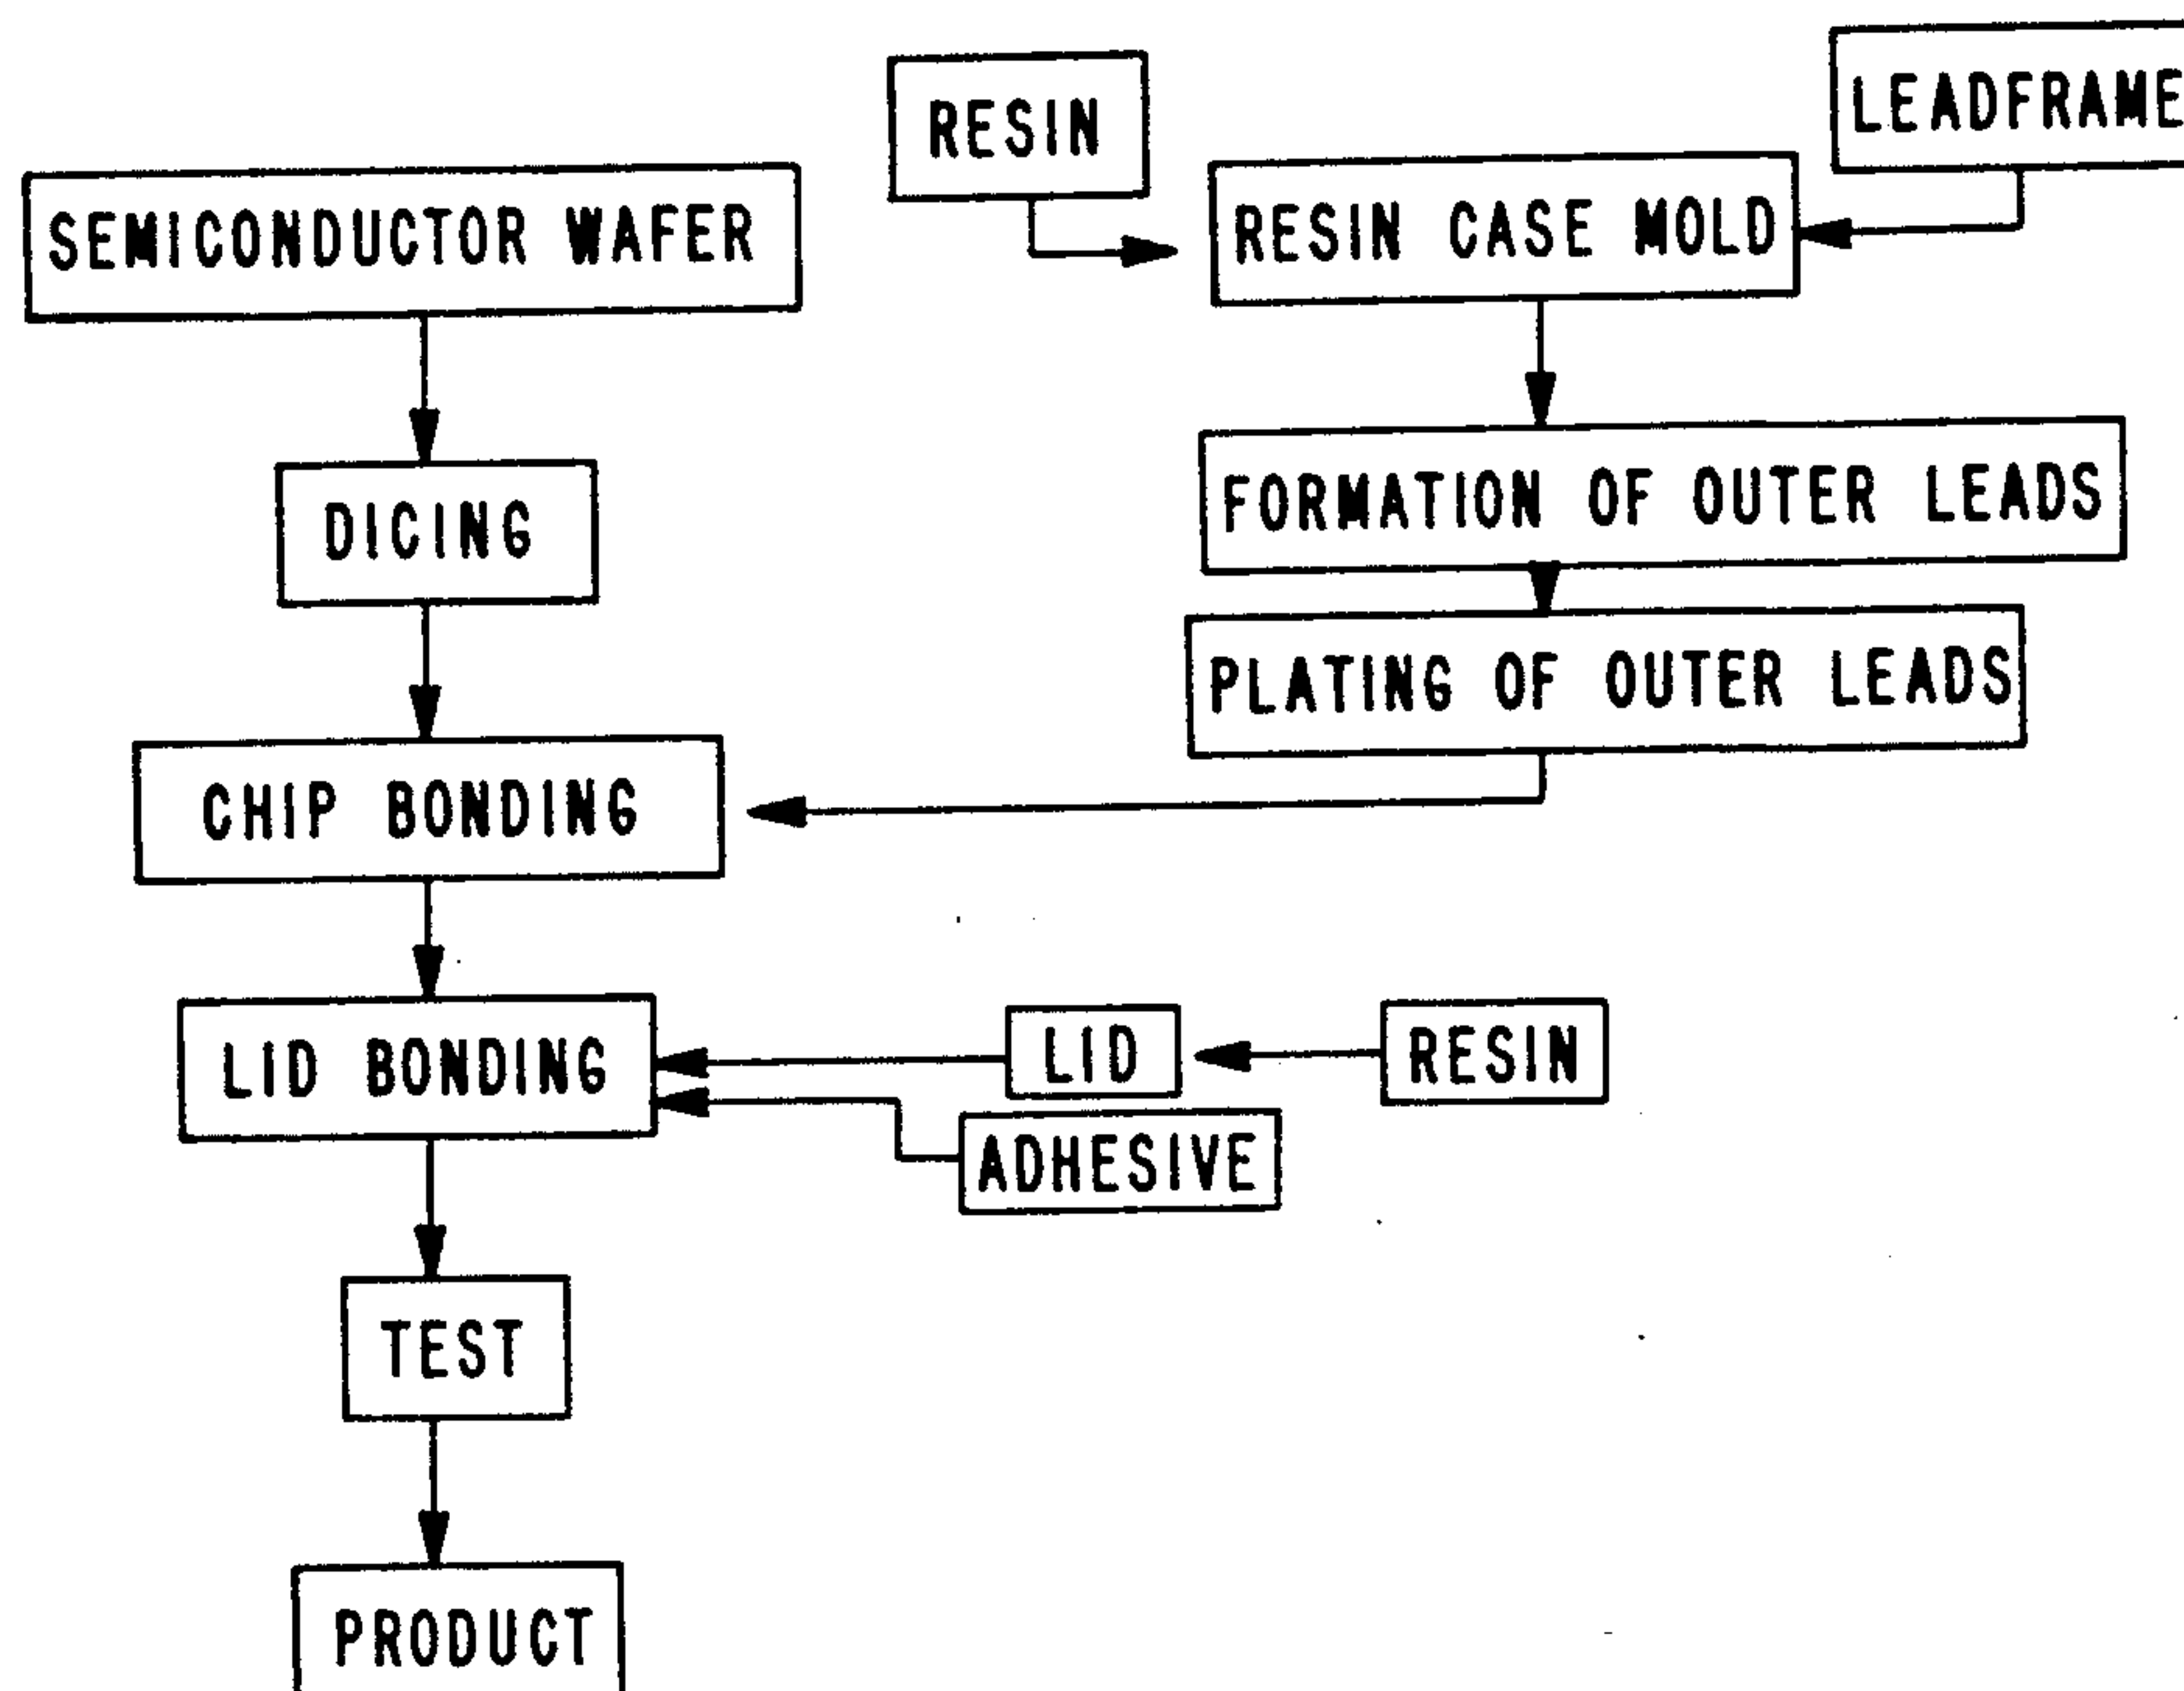 RESIN
LEADFRAME
SEMICONDUCTOR WAFER
RESIN CASE MOLD
DICING
FORMATION OF OUTER LEADS
PLATING OF OUTER LEADS
CHIP BONDING
LID BONDING
LID
RESIN
ADHESIVE
TEST
PRODUCT